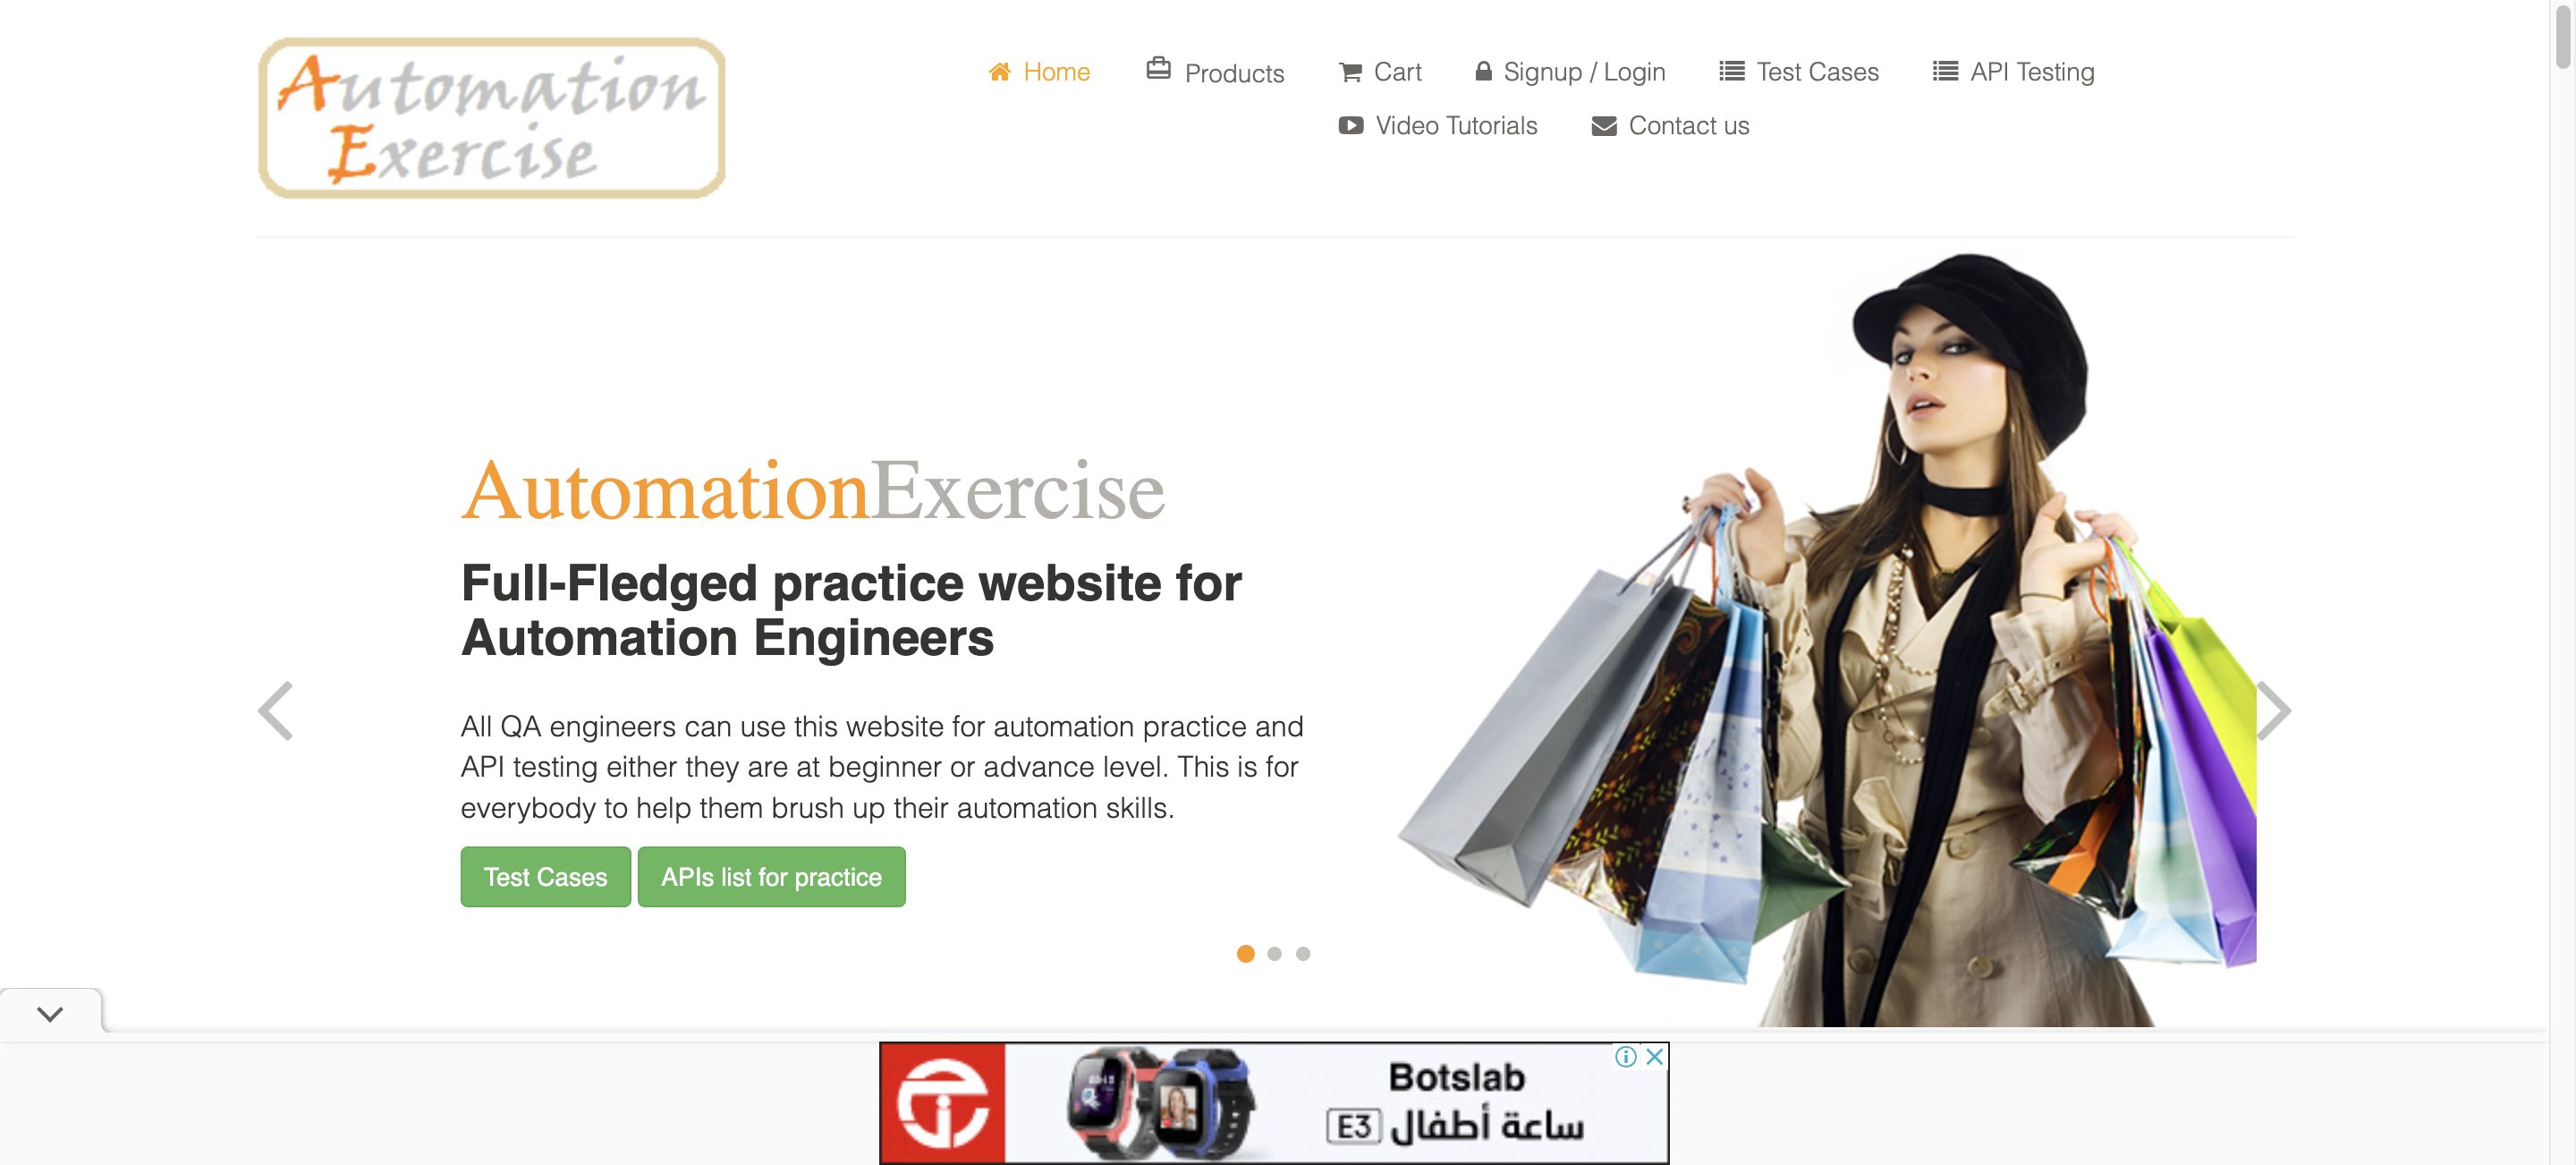 Automation
Exercise
Home Products Cart Signup / Login Test Cases API Testing
Video Tutorials Contact us
AutomationExercise
Full-Fledged practice website for
Automation Engineers
All QA engineers can use this website for automation practice and
API testing either they are at beginner or advance level. This is for
everybody to help them brush up their automation skills.
Test Cases APIs list for practice
Botslab
ساعة أطفال E3